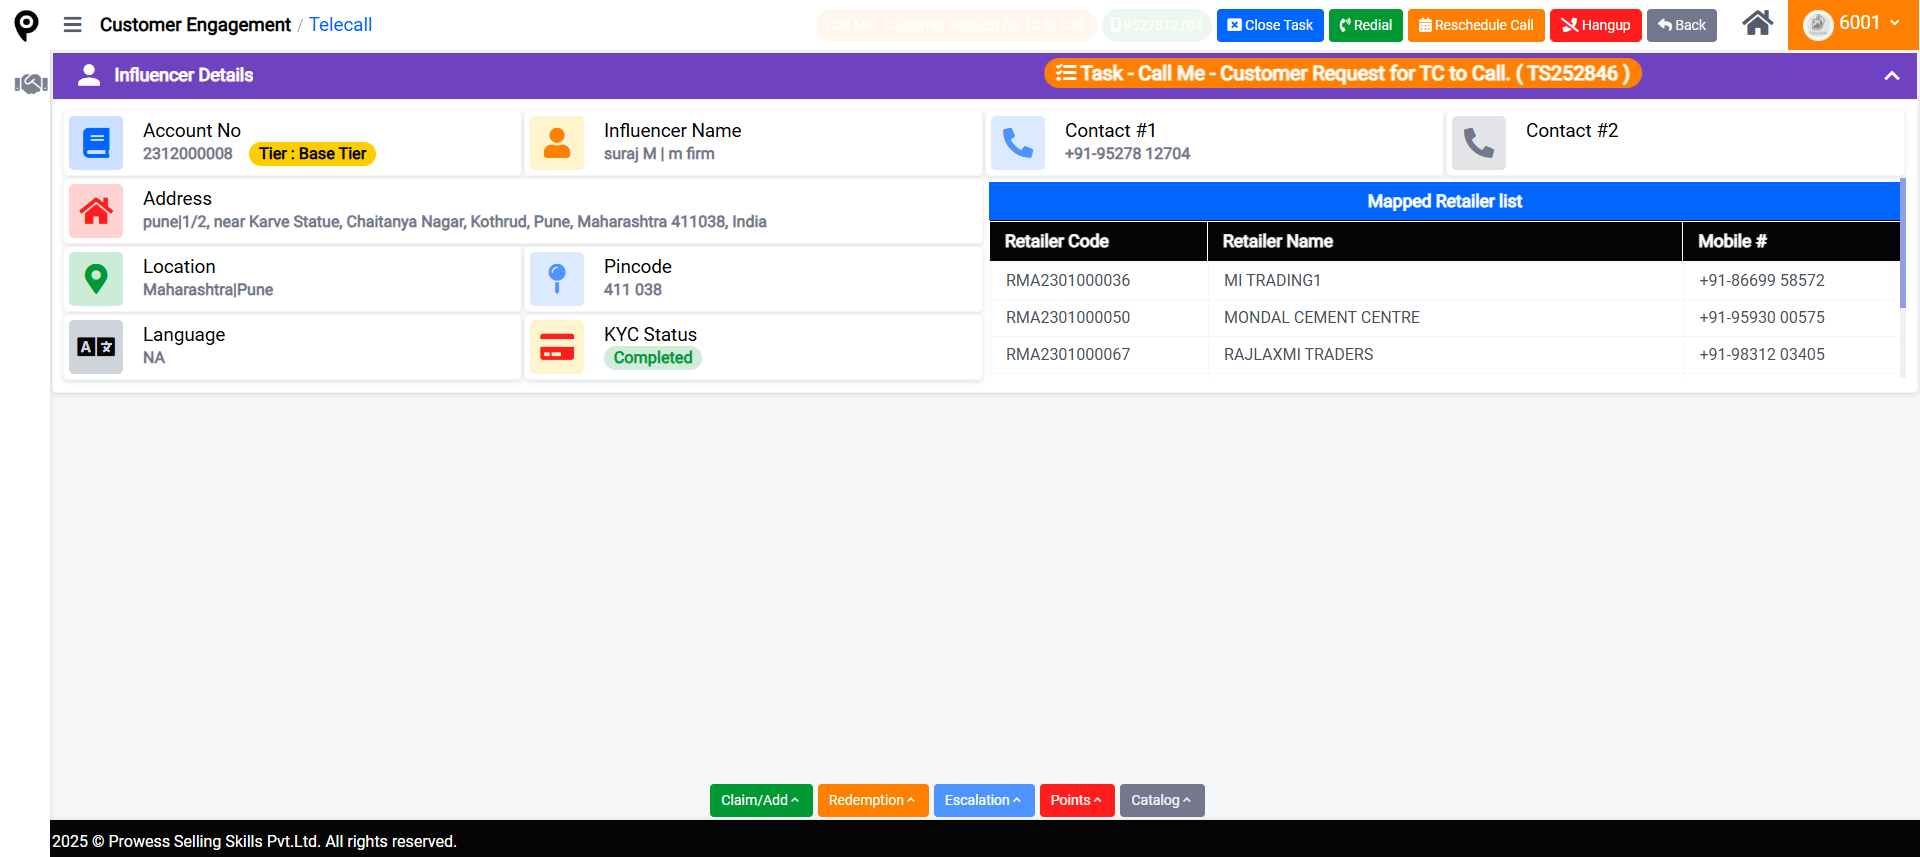 Customer Engagement / Telecall
Call Me - Customer Request for TC to Call.
9527812704
Close Task
Redial
Reschedule Call
Hangup
Back
6001
Influencer Details
Task - Call Me - Customer Request for TC to Call. ( TS252846 )
Account No
2312000008 Tier : Base Tier
Influencer Name
suraj M | m firm
Contact #1
+91-95278 12704
Contact #2
Address
pune|1/2, near Karve Statue, Chaitanya Nagar, Kothrud, Pune, Maharashtra 411038, India
Location
Maharashtra|Pune
Pincode
411 038
Language
NA
KYC Status
Completed
Mapped Retailer list
Retailer Code Retailer Name Mobile #
RMA2301000036 MI TRADING1 +91-86699 58572
RMA2301000050 MONDAL CEMENT CENTRE +91-95930 00575
RMA2301000067 RAJLAXMI TRADERS +91-98312 03405
Claim/Add
Redemption
Escalation
Points
Catalog
2025 © Prowess Selling Skills Pvt.Ltd. All rights reserved.